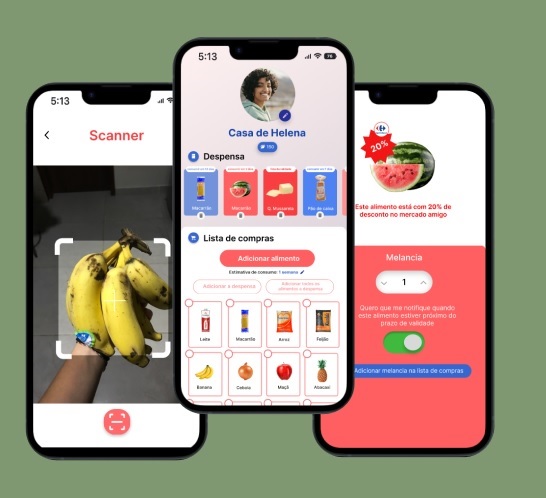 5:13
Scanner
5:13
76
Casa de Helena
150
Despensa
Macarrão
Q. Mussarela
Pão de caixa
Lista de compras
Adicionar alimento
Estimativa de consumo: 1 semana
Adicionar a despensa
Adicionar todos os
alimentos a despensa
Leite
Macarrão
Arroz
Feijão
Banana
Cebola
Maçã
Abacaxi
20%
Este alimento está com 20% de
desconto no mercado amigo
Melancia
1
Quero que me notifique quando
este alimento estiver próximo do
prazo de validade
Adicionar melancia na lista de compras